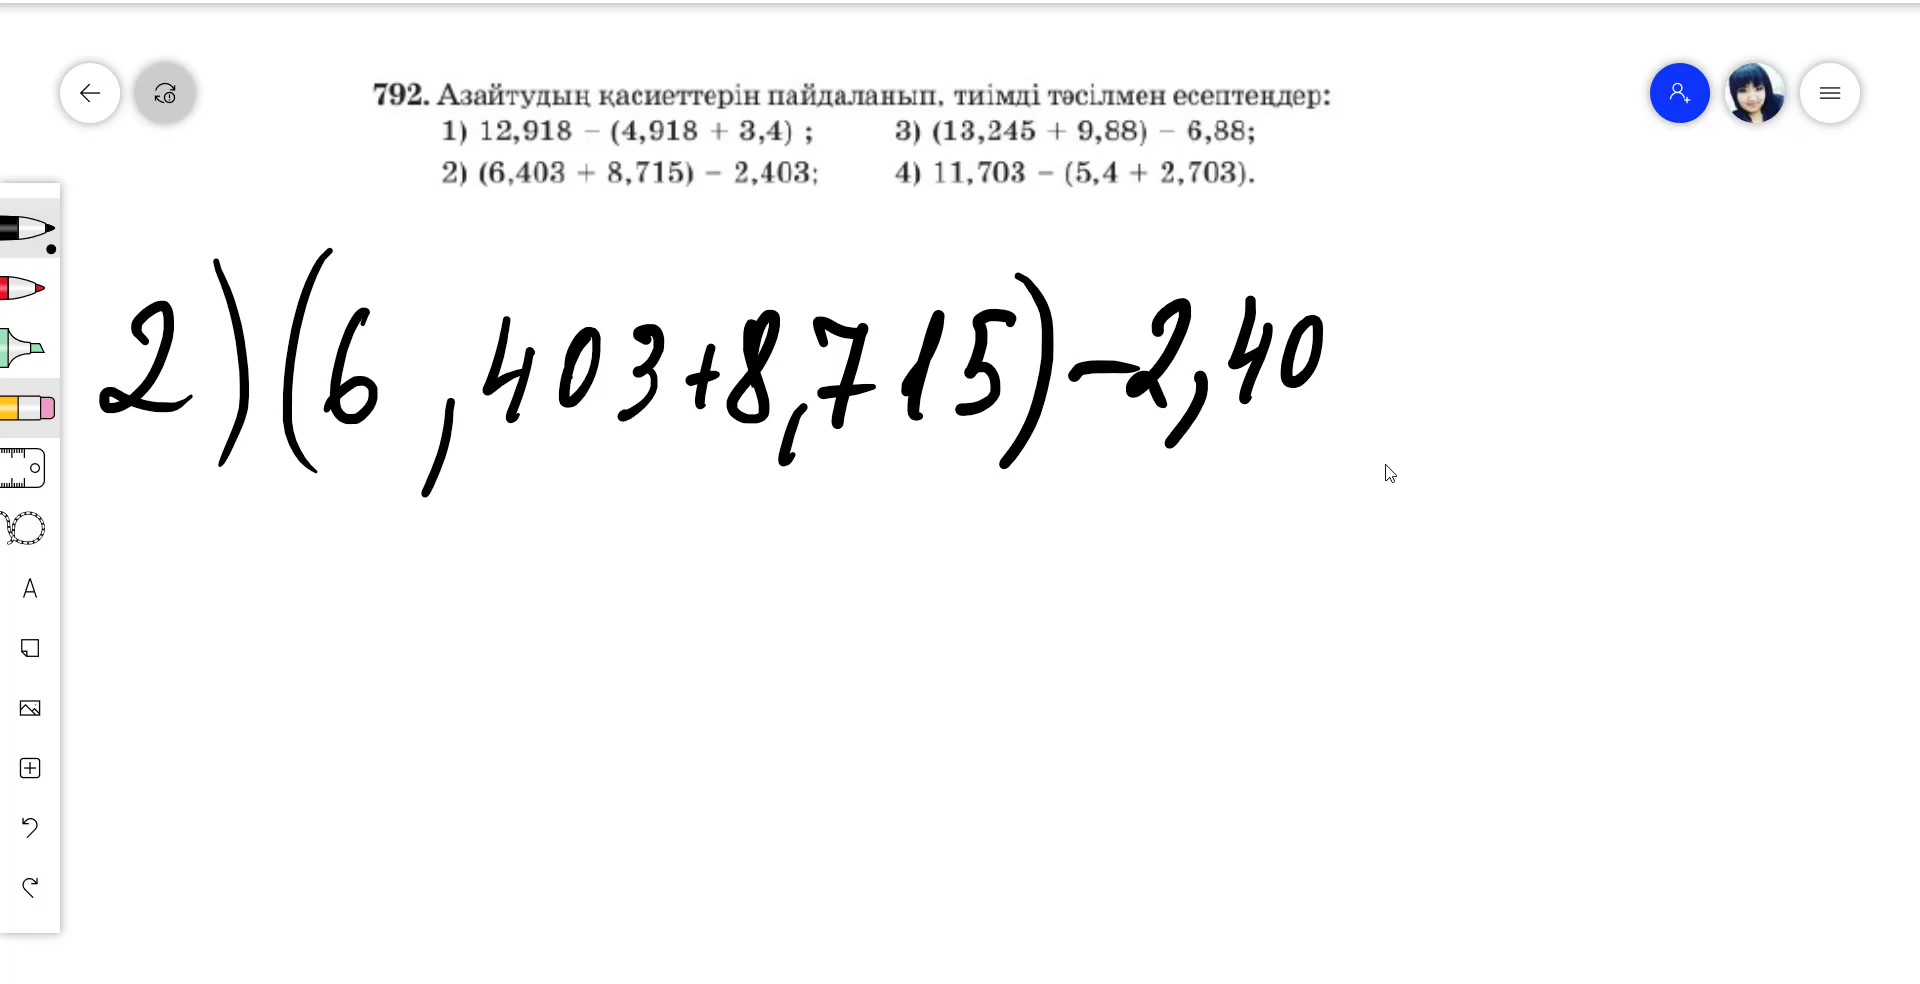 792. Азайтудың қасиеттерін пайдаланып, тиімді тәсілмен есептеңдер:
1) 12,918 − (4,918 + 3,4) ; 3) (13,245 + 9,88) − 6,88;
2) (6,403 + 8,715) − 2,403; 4) 11,703 − (5,4 + 2,703).
2) (6,403+8,715)−2,40
A